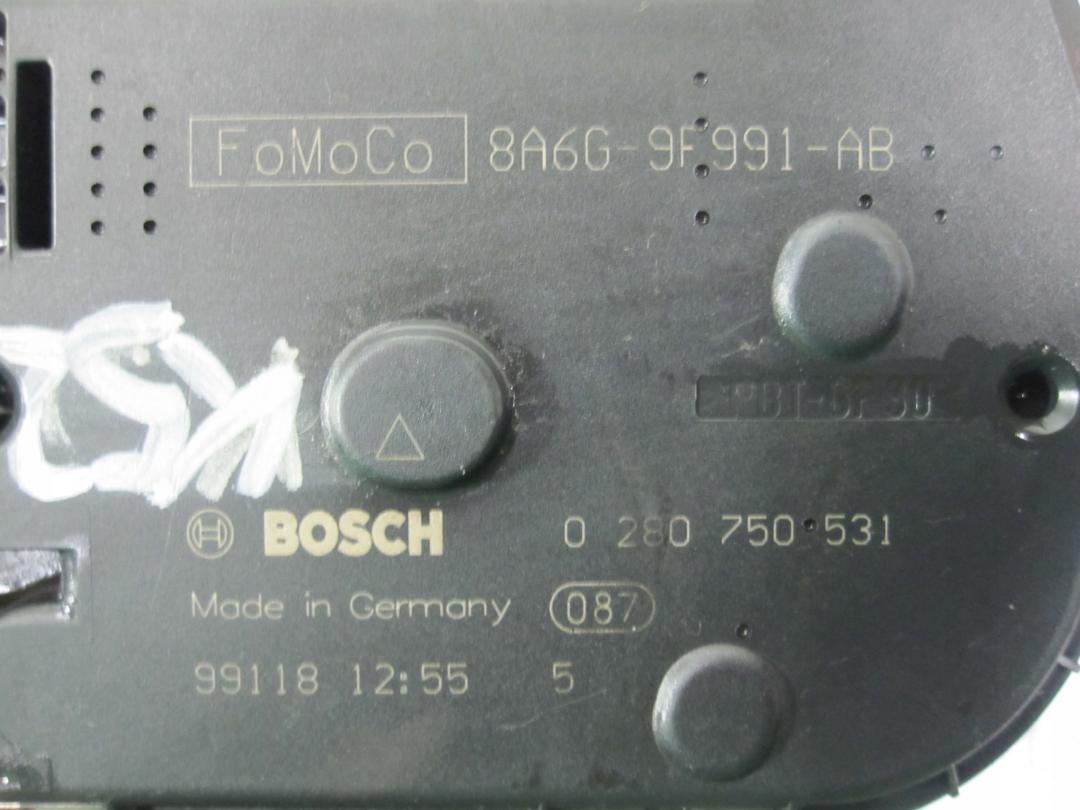 FoMoCo 8A6G-9F991-AB
BOSCH 0 280 750 531
Made in Germany 087
99118 12:55 5